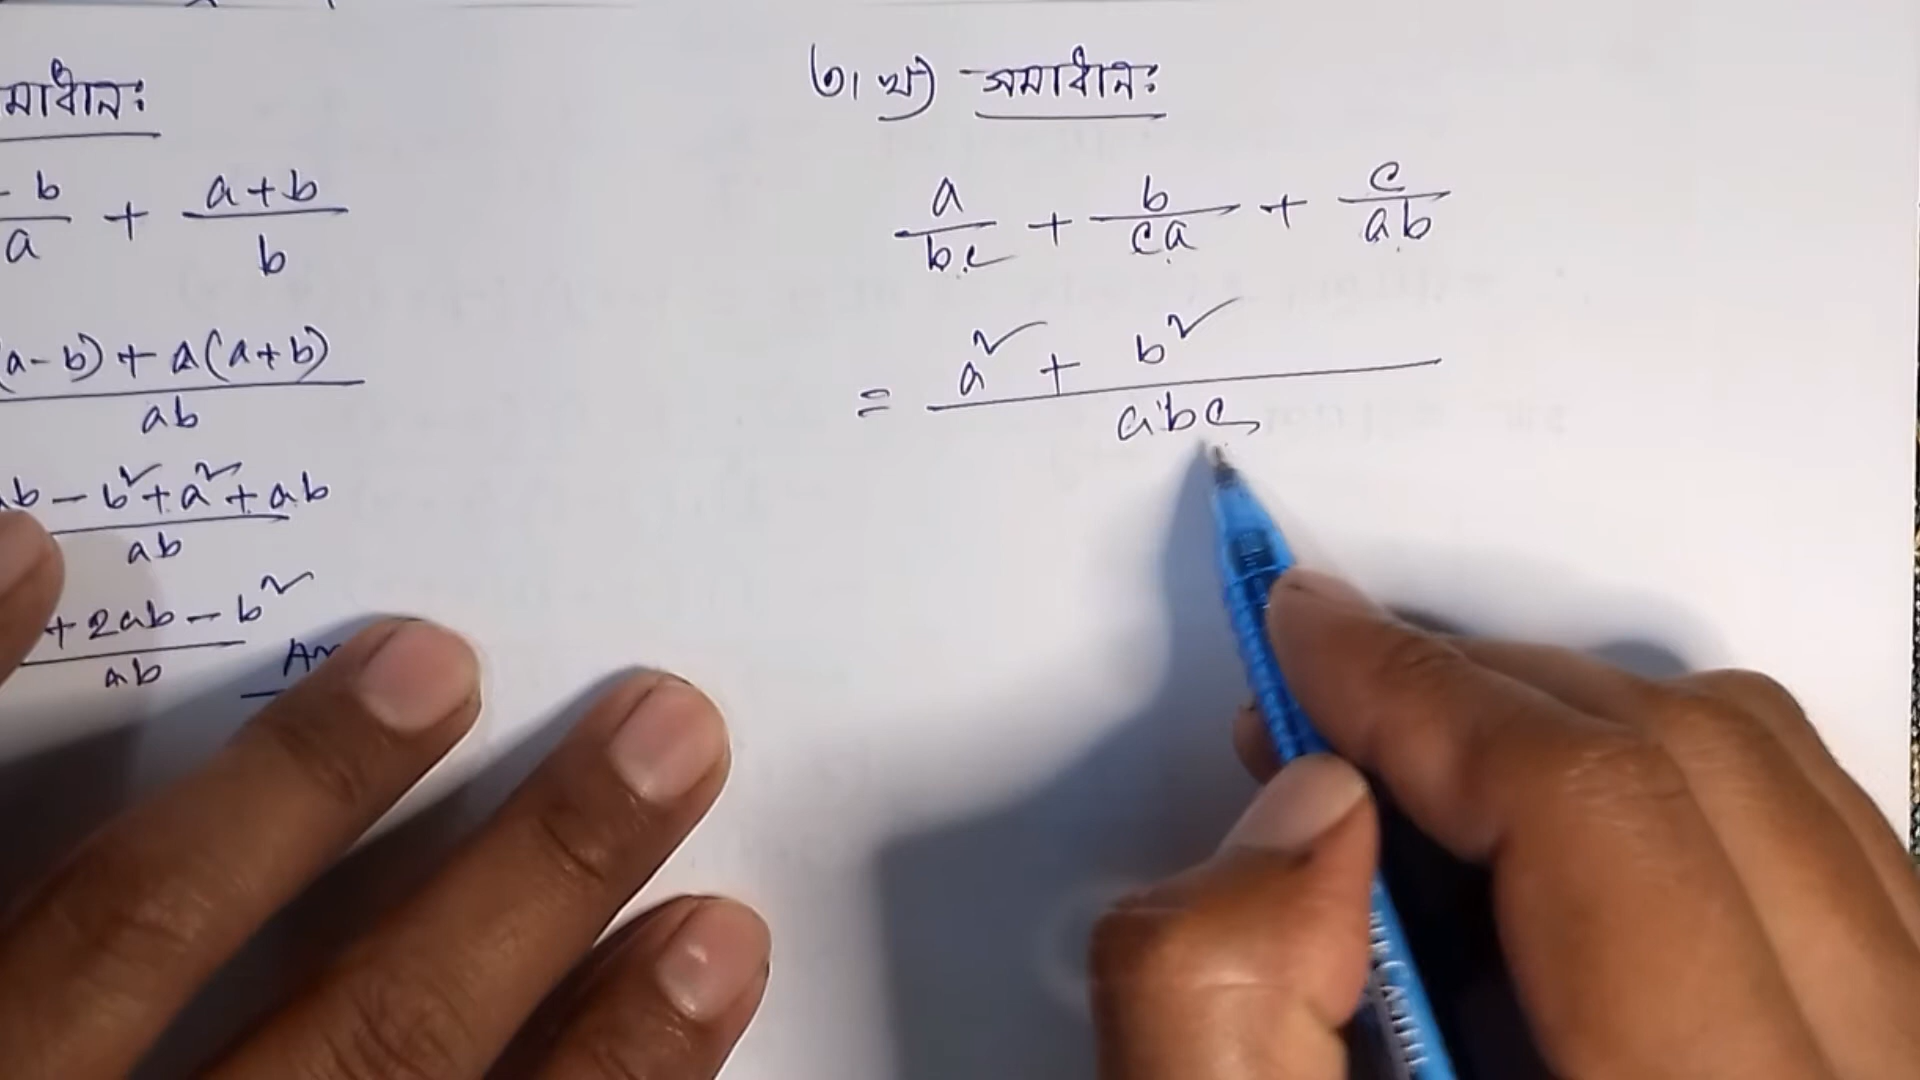 মাধান:
- b/a + (a+b)/b
(a-b) + a(a+b)/ab
b - b² + a² + ab/ab
+ 2ab - b²/ab
৩। খ) সমাধান:
a/bc + b/ca + c/ab
= a² + b²/abc